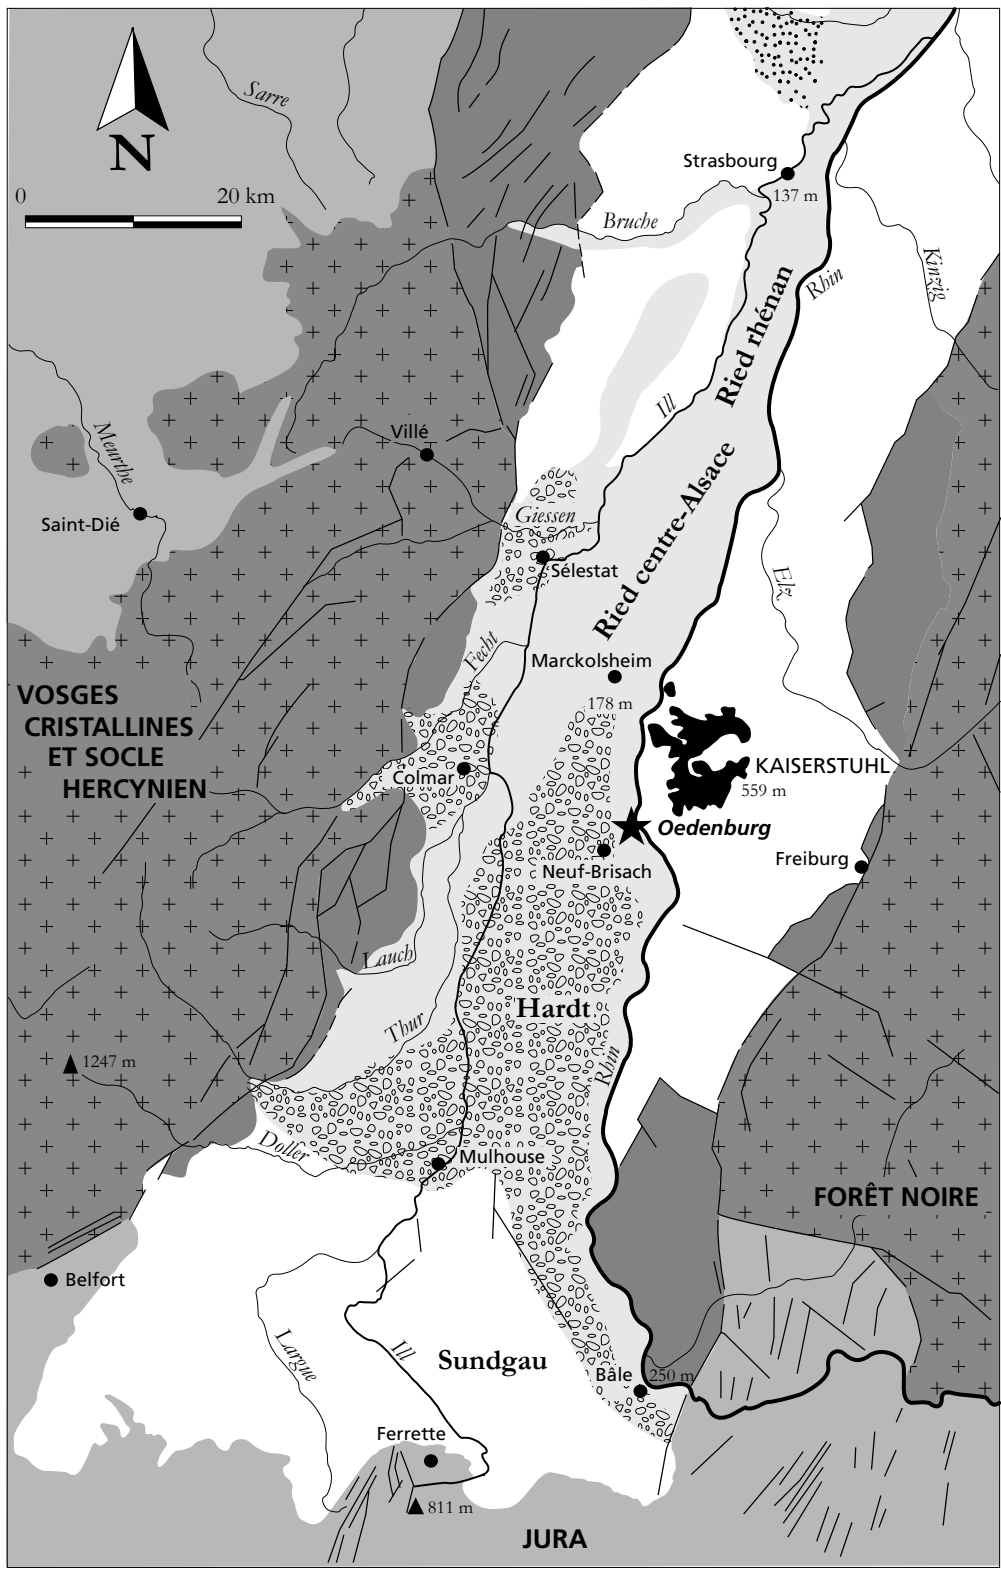 Sarre
N
0 20 km
Strasbourg
137 m
Bruche
Kinzig
Rhin
Ried rhénan
Ill
Villé
Meurthe
Saint-Dié
Giessen
Ried centre-Alsace
Sélestat
Elz
Fecht
Marckolsheim
178 m
VOSGES
CRISTALLINES
ET SOCLE
HERCYNIEN
Colmar
KAISERSTUHL
559 m
Oedenburg
Neuf-Brisach
Freiburg
Lauch
Hardt
Thur
Rhin
1247 m
Doller
Mulhouse
FORÊT NOIRE
Belfort
Largue
Ill
Sundgau
Bâle 250 m
Ferrette
811 m
JURA